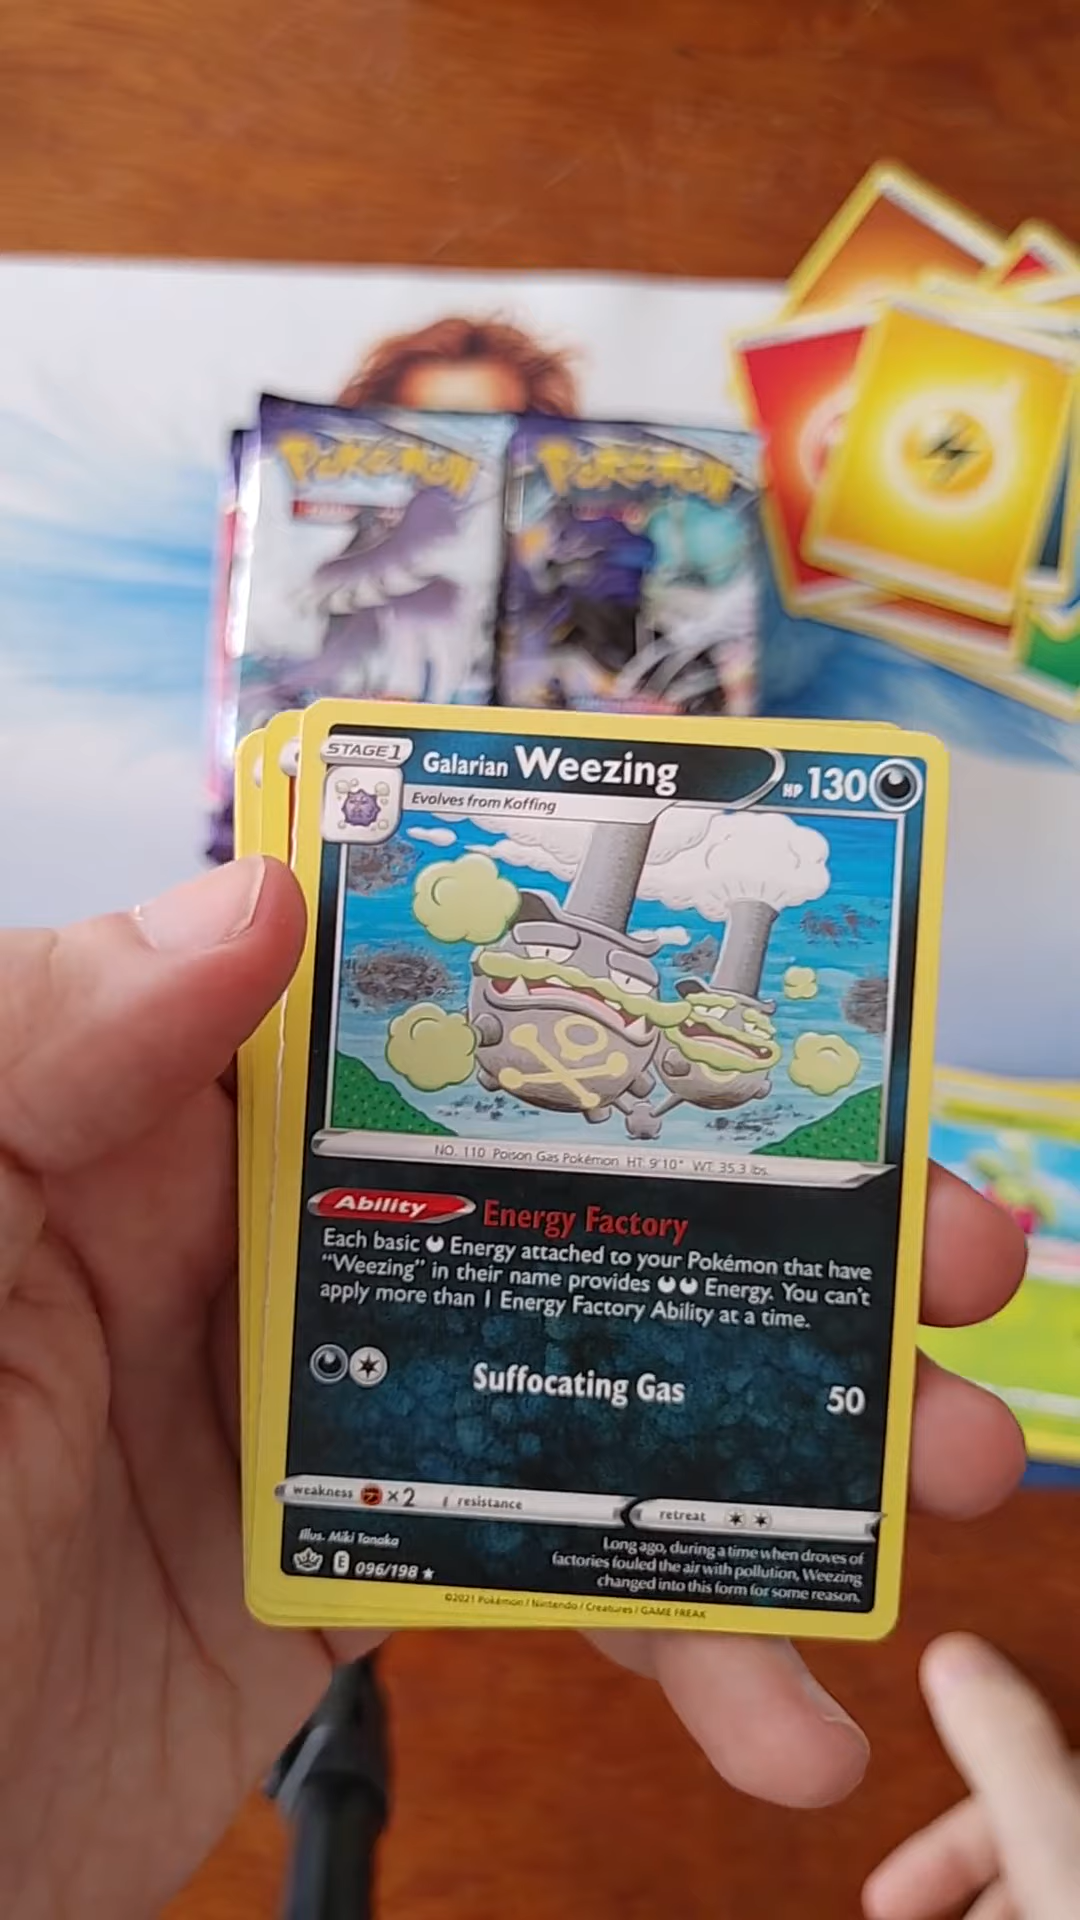 Pokémon
Pokémon
STAGE 1
Galarian Weezing
HP 130
Evolves from Koffing
NO. 110 Poison Gas Pokémon HT: 9'10" WT: 35.3 lbs.
Ability Energy Factory
Each basic Energy attached to your Pokémon that have
"Weezing" in their name provides Energy. You can't
apply more than 1 Energy Factory Ability at a time.
Suffocating Gas 50
weakness ×2 resistance retreat
Illus. Miki Tanaka
E 096/198
Long ago, during a time when droves of
factories fouled the air with pollution, Weezing
changed into this form for some reason.
©2021 Pokémon / Nintendo / Creatures / GAME FREAK